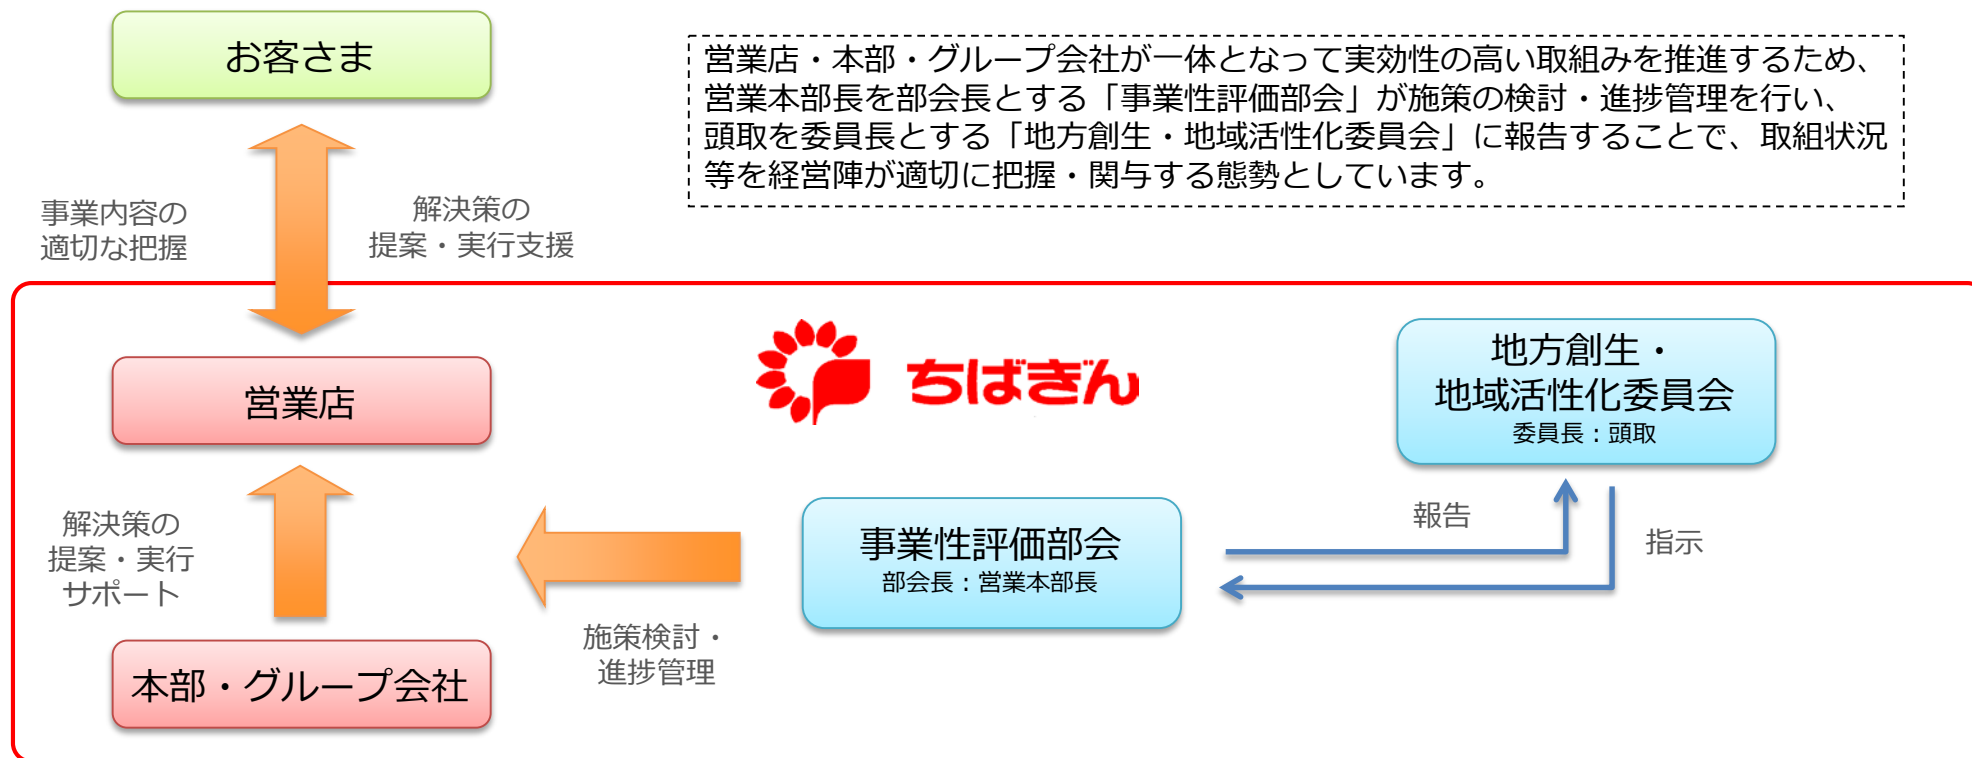 お客さま
営業店・本部・グループ会社が一体となって実効性の高い取組みを推進するため、
営業本部長を部会長とする「事業性評価部会」が施策の検討・進捗管理を行い、
頭取を委員長とする「地方創生・地域活性化委員会」に報告することで、取組状況
等を経営陣が適切に把握・関与する態勢としています。
事業内容の
適切な把握
解決策の
提案・実行支援
営業店
ちばぎん
地方創生・
地域活性化委員会
委員長：頭取
解決策の
提案・実行
サポート
事業性評価部会
部会長：営業本部長
報告
指示
施策検討・
進捗管理
本部・グループ会社